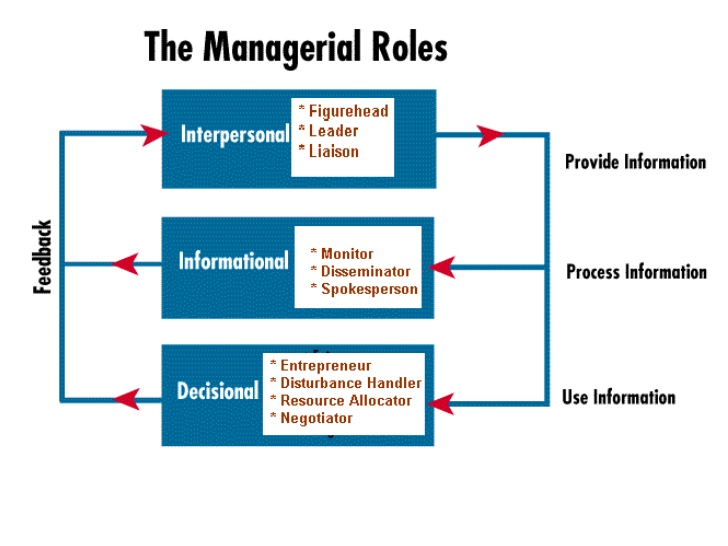 The Managerial Roles
Interpersonal
* Figurehead
* Leader
* Liaison
Provide Information
Informational
* Monitor
* Disseminator
* Spokesperson
Process Information
Feedback
Decisional
* Entrepreneur
* Disturbance Handler
* Resource Allocator
* Negotiator
Use Information